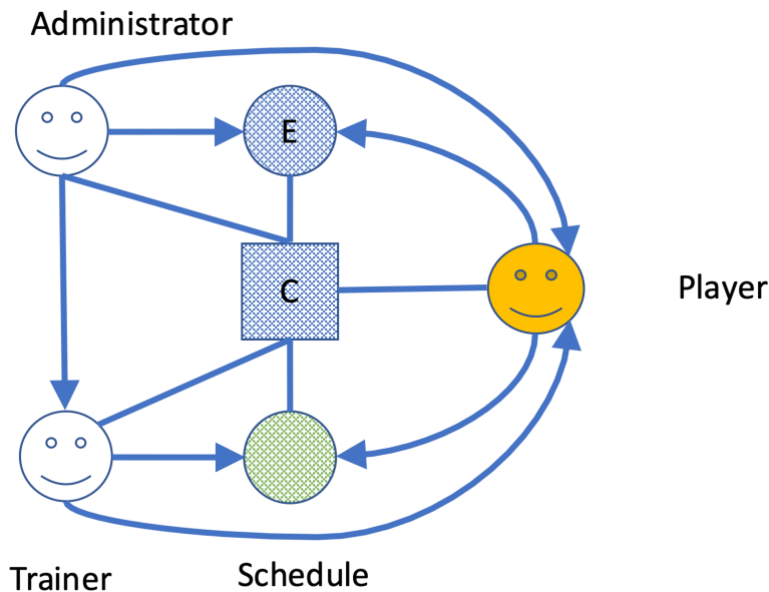 Administrator
E
C
Player
Trainer
Schedule